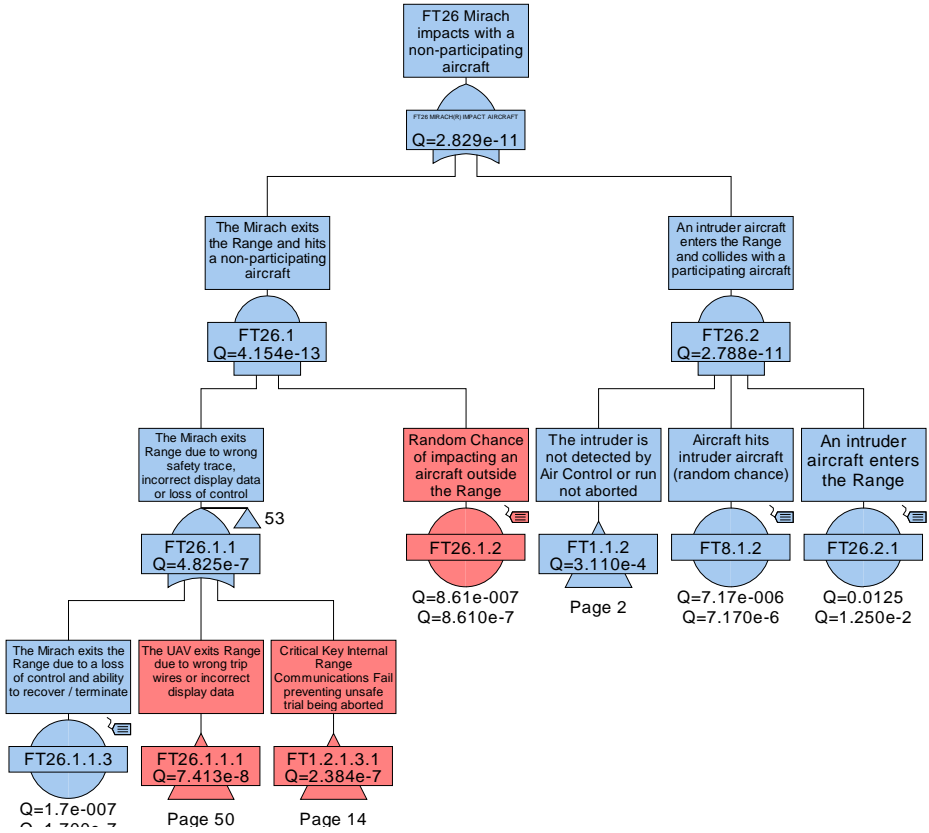 FT26 Mirach
impacts with a
non-participating
aircraft
FT26 MIRACH(R) IMPACT AIRCRAFT
Q=2.829e-11
The Mirach exits
the Range and hits
a non-participating
aircraft
FT26.1
Q=4.154e-13
An intruder aircraft
enters the Range
and collides with a
participating aircraft
FT26.2
Q=2.788e-11
The Mirach exits
Range due to wrong
safety trace,
incorrect display data
or loss of control
53
FT26.1.1
Q=4.825e-7
Random Chance
of impacting an
aircraft outside
the Range
FT26.1.2
Q=8.61e-007
Q=8.610e-7
The intruder is
not detected by
Air Control or run
not aborted
FT1.1.2
Q=3.110e-4
Page 2
Aircraft hits
intruder aircraft
(random chance)
FT8.1.2
Q=7.17e-006
Q=7.170e-6
An intruder
aircraft enters
the Range
FT26.2.1
Q=0.0125
Q=1.250e-2
The Mirach exits the
Range due to a loss
of control and ability
to recover / terminate
FT26.1.1.3
Q=1.7e-007
The UAV exits Range
due to wrong trip
wires or incorrect
display data
FT26.1.1.1
Q=7.413e-8
Page 50
Critical Key Internal
Range
Communications Fail
preventing unsafe
trial being aborted
FT1.2.1.3.1
Q=2.384e-7
Page 14